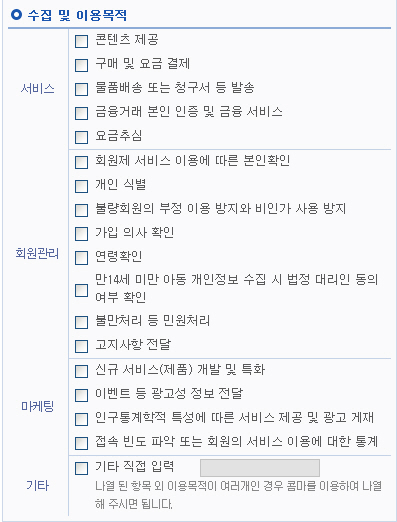 수집 및 이용목적
서비스
콘텐츠 제공
구매 및 요금 결제
물품배송 또는 청구서 등 발송
금융거래 본인 인증 및 금융 서비스
요금추심
회원관리
회원제 서비스 이용에 따른 본인확인
개인 식별
불량회원의 부정 이용 방지와 비인가 사용 방지
가입 의사 확인
연령확인
만14세 미만 아동 개인정보 수집 시 법정 대리인 동의
여부 확인
불만처리 등 민원처리
고지사항 전달
마케팅
신규 서비스(제품) 개발 및 특화
이벤트 등 광고성 정보 전달
인구통계학적 특성에 따른 서비스 제공 및 광고 게재
접속 빈도 파악 또는 회원의 서비스 이용에 대한 통계
기타
기타 직접 입력
나열 된 항목 외 이용목적이 여러개인 경우 콤마를 이용하여 나열
해 주시면 됩니다.